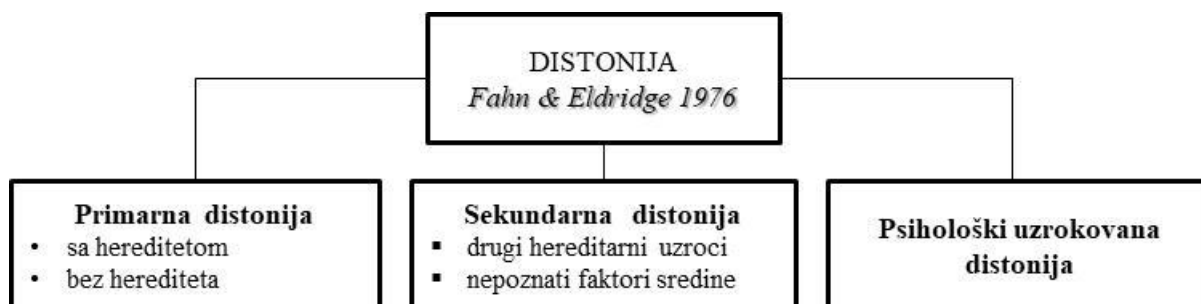 DISTONIJA
Fahn & Eldridge 1976
Primarna distonija
• sa hereditetom
• bez herediteta
Sekundarna distonija
▪ drugi hereditarni uzroci
▪ nepoznati faktori sredine
Psihološki uzrokovana
distonija